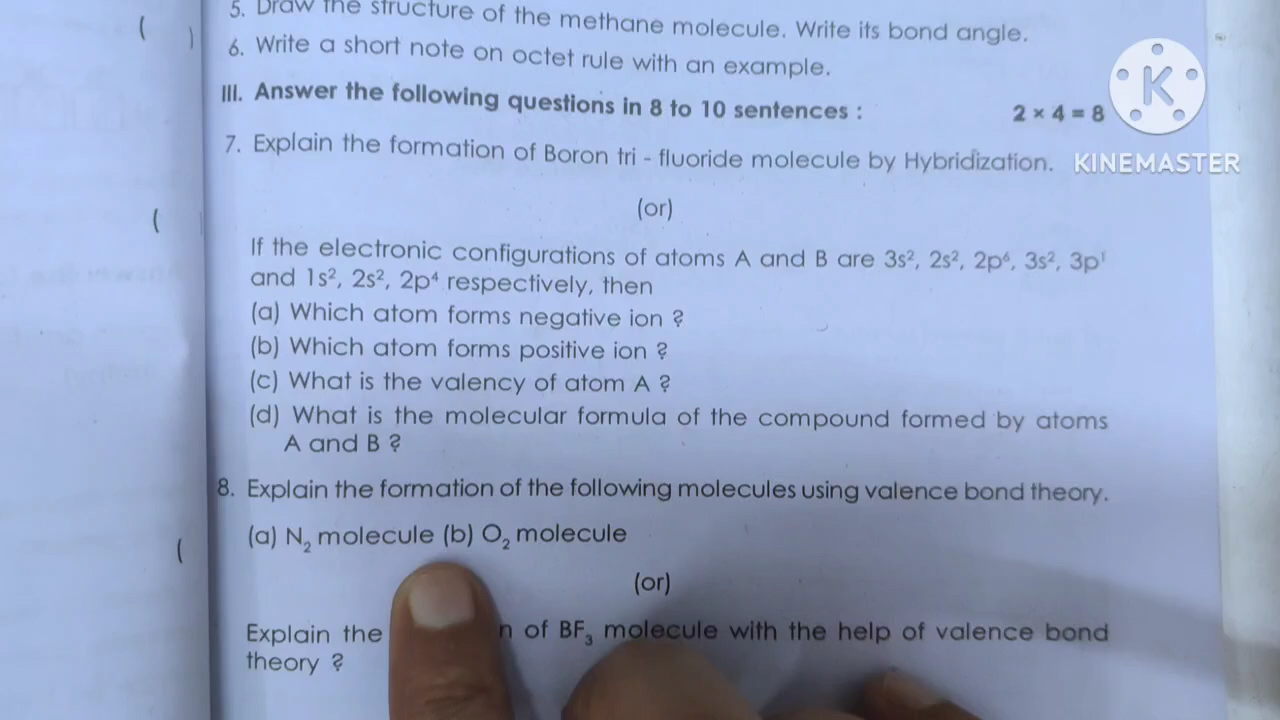 5. Draw the structure of the methane molecule. Write its bond angle.
6. Write a short note on octet rule with an example.
III. Answer the following questions in 8 to 10 sentences : 2 × 4 = 8
K
KINEMASTER
7. Explain the formation of Boron tri - fluoride molecule by Hybridization.
(or)
If the electronic configurations of atoms A and B are 3s², 2s², 2p⁶, 3s², 3p¹
and 1s², 2s², 2p⁴ respectively, then
(a) Which atom forms negative ion ?
(b) Which atom forms positive ion ?
(c) What is the valency of atom A ?
(d) What is the molecular formula of the compound formed by atoms
A and B ?
8. Explain the formation of the following molecules using valence bond theory.
(a) N₂ molecule (b) O₂ molecule
(or)
Explain the n of BF₃ molecule with the help of valence bond
theory ?